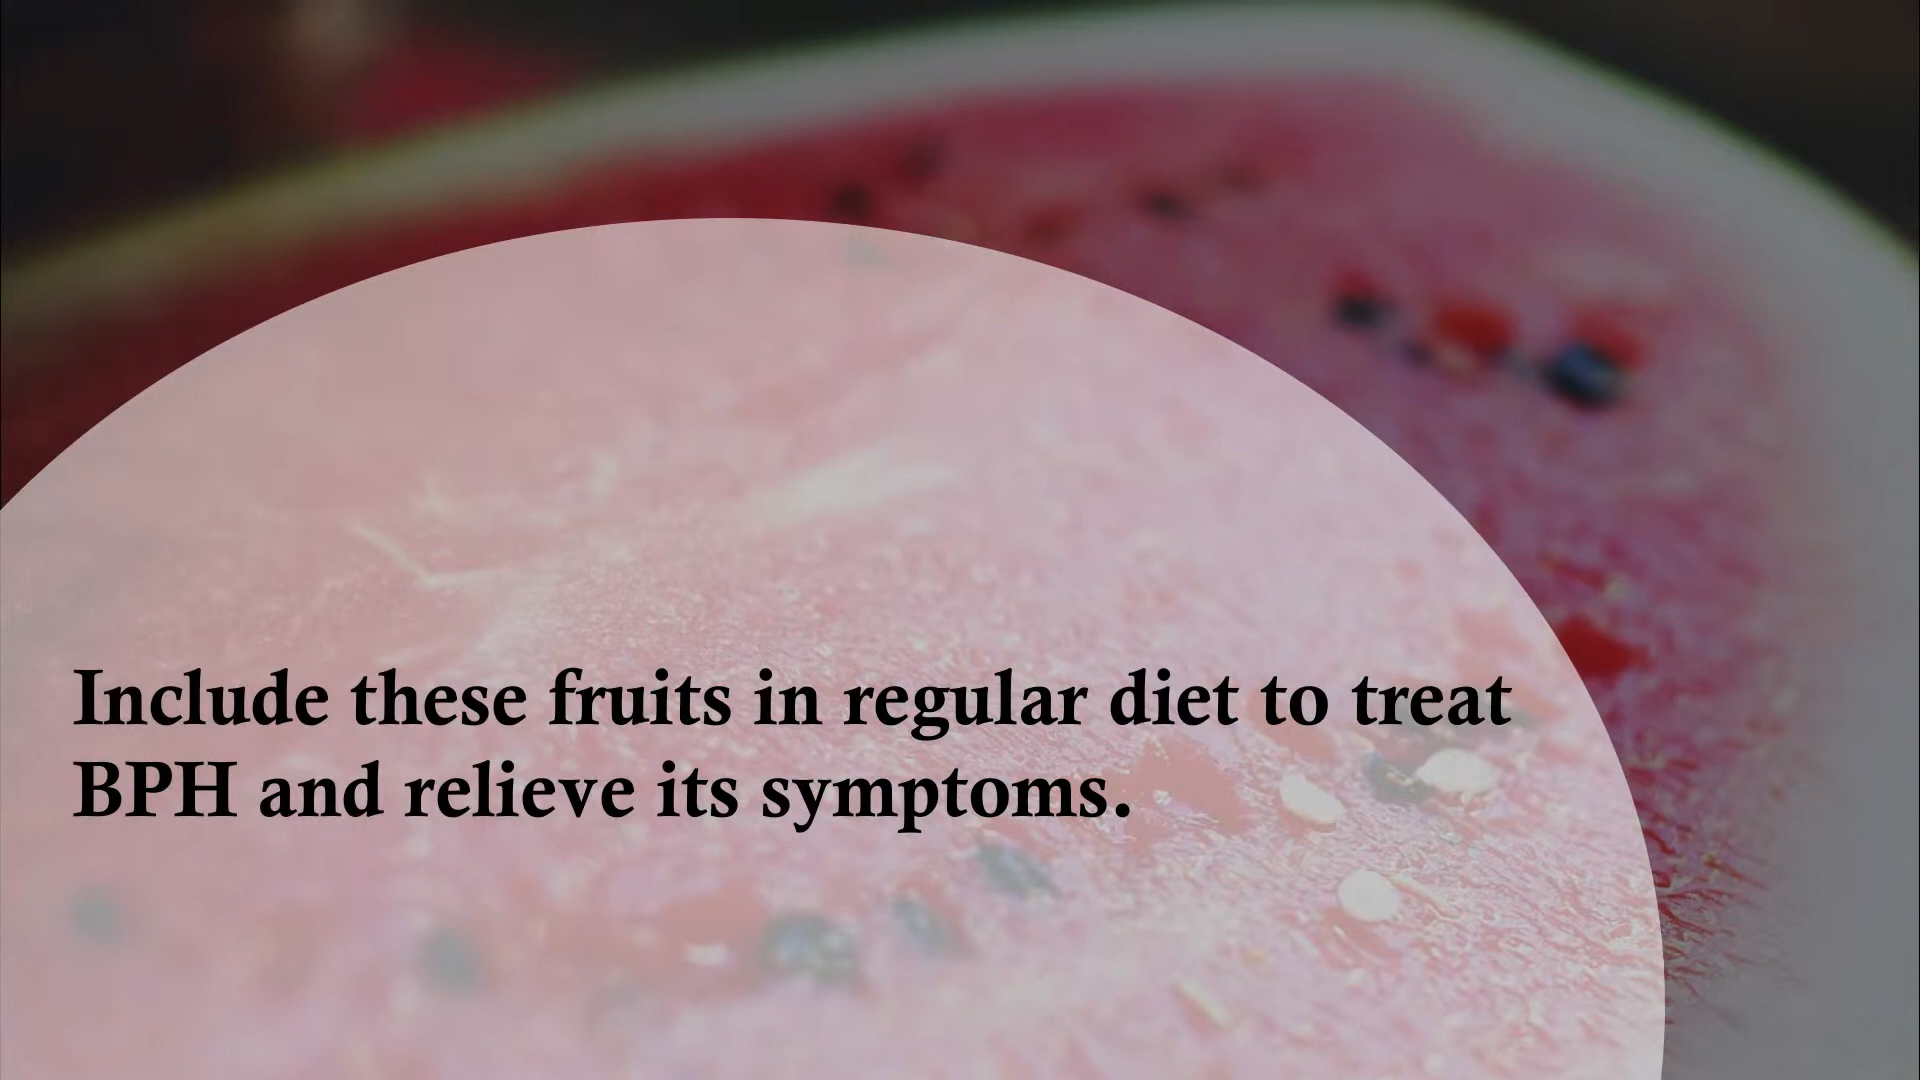 Include these fruits in regular diet to treat
BPH and relieve its symptoms.